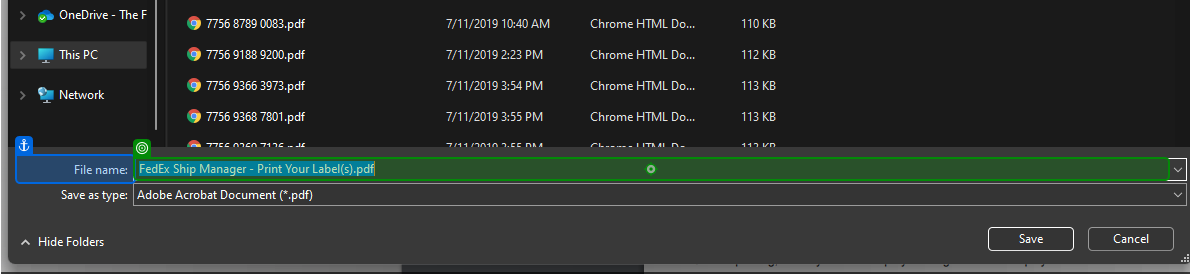 OneDrive - The F
7756 8789 0083.pdf 7/11/2019 10:40 AM Chrome HTML Do... 110 KB
This PC
7756 9188 9200.pdf 7/11/2019 2:23 PM Chrome HTML Do... 112 KB
Network
7756 9366 3973.pdf 7/11/2019 3:54 PM Chrome HTML Do... 113 KB
7756 9368 7801.pdf 7/11/2019 3:55 PM Chrome HTML Do... 113 KB
File name: FedEx Ship Manager - Print Your Label(s).pdf
Save as type: Adobe Acrobat Document (*.pdf)
Hide Folders
Save
Cancel